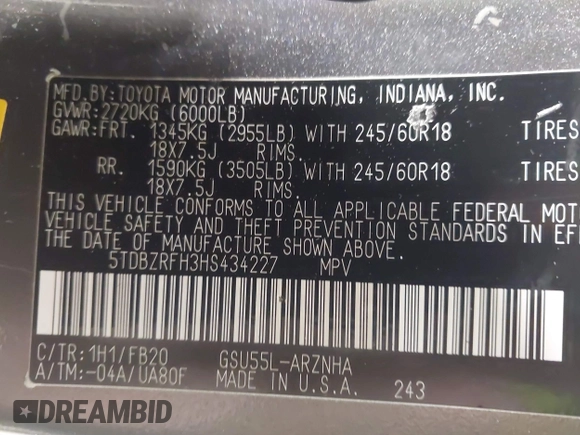 MFD. BY: TOYOTA MOTOR MANUFACTURING, INDIANA, INC.
GVWR: 2720KG (6000LB)
GAWR: FRT. 1345KG (2955LB) WITH 245/60R18 TIRES
18X7.5J RIMS.
RR. 1590KG (3505LB) WITH 245/60R18 TIRES
18X7.5J RIMS.
THIS VEHICLE CONFORMS TO ALL APPLICABLE FEDERAL MOT
VEHICLE SAFETY AND THEFT PREVENTION STANDARDS IN EF
THE DATE OF MANUFACTURE SHOWN ABOVE.
5TDBZRFH3HS434227 MPV
C/TR: 1H1/FB20 GSU55L-ARZNHA
A/TM: -04A/UA80F MADE IN U.S.A. 243
DREAMBID